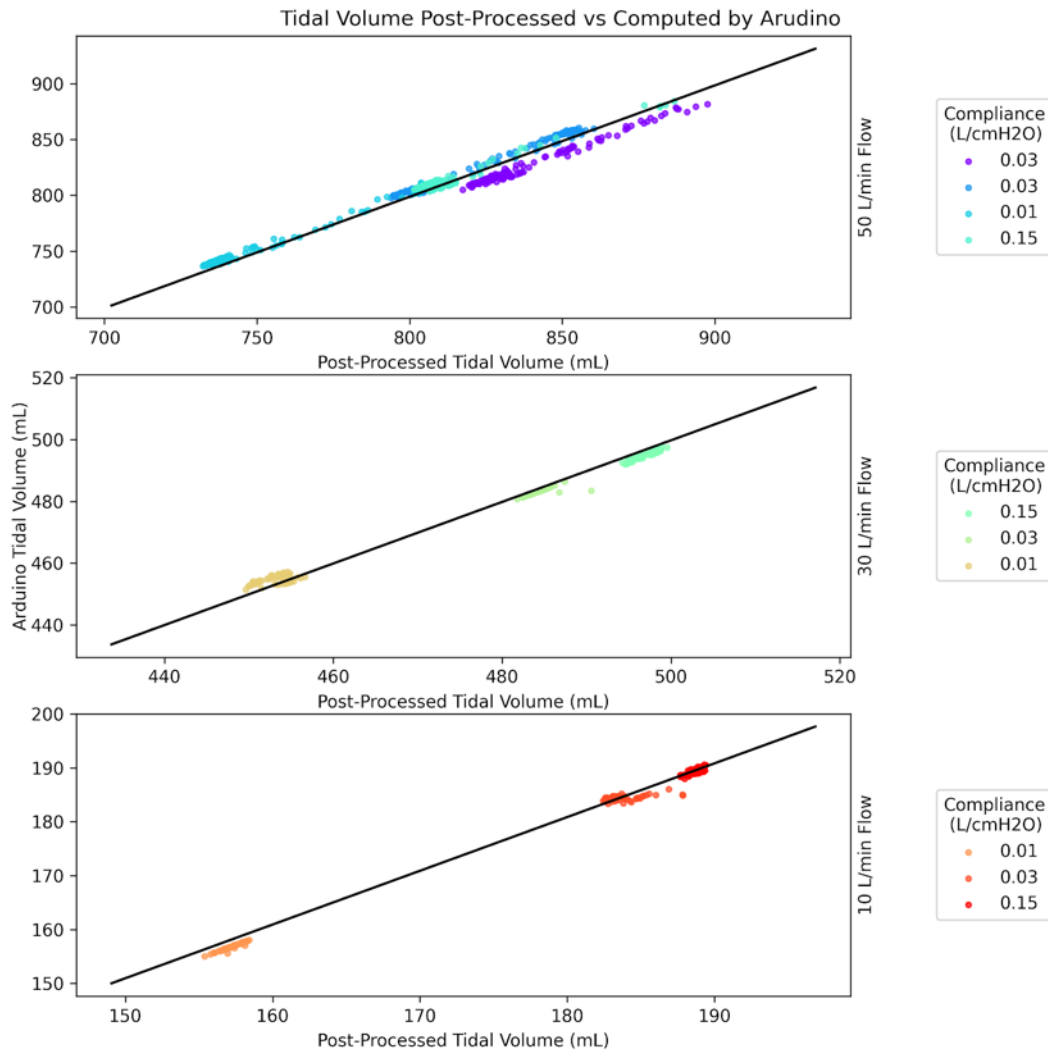 Tidal Volume Post-Processed vs Computed by Arudino
900
850
800
750
700
700 750 800 850 900
Post-Processed Tidal Volume (mL)
50 L/min Flow
Compliance
(L/cmH2O)
0.03
0.03
0.01
0.15
Arduino Tidal Volume (mL)
520
500
480
460
440
440 460 480 500 520
Post-Processed Tidal Volume (mL)
30 L/min Flow
Compliance
(L/cmH2O)
0.15
0.03
0.01
200
190
180
170
160
150
150 160 170 180 190
Post-Processed Tidal Volume (mL)
10 L/min Flow
Compliance
(L/cmH2O)
0.01
0.03
0.15